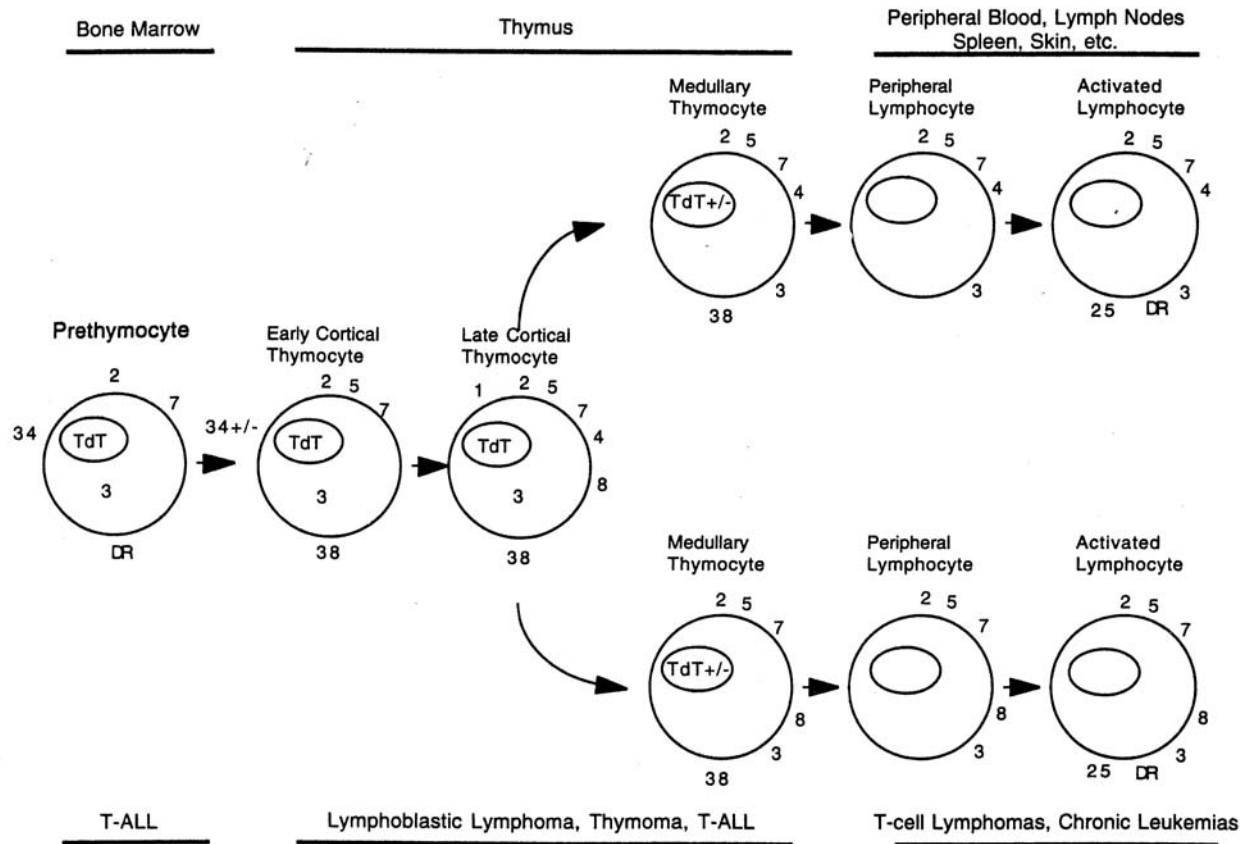 Bone Marrow
Thymus
Peripheral Blood, Lymph Nodes
Spleen, Skin, etc.
Medullary
Thymocyte
2 5
7
4
TdT+/-
3
38
Peripheral
Lymphocyte
2 5
7
4
3
Activated
Lymphocyte
2 5
7
4
3
25 DR
Prethymocyte
2
7
34
TdT
3
DR
Early Cortical
Thymocyte
2 5
7
34+/-
TdT
3
38
Late Cortical
Thymocyte
1 2 5
7
4
TdT
8
3
38
Medullary
Thymocyte
2 5
7
TdT+/-
8
3
38
Peripheral
Lymphocyte
2 5
7
8
3
Activated
Lymphocyte
2 5
7
8
3
25 DR
T-ALL
Lymphoblastic Lymphoma, Thymoma, T-ALL
T-cell Lymphomas, Chronic Leukemias